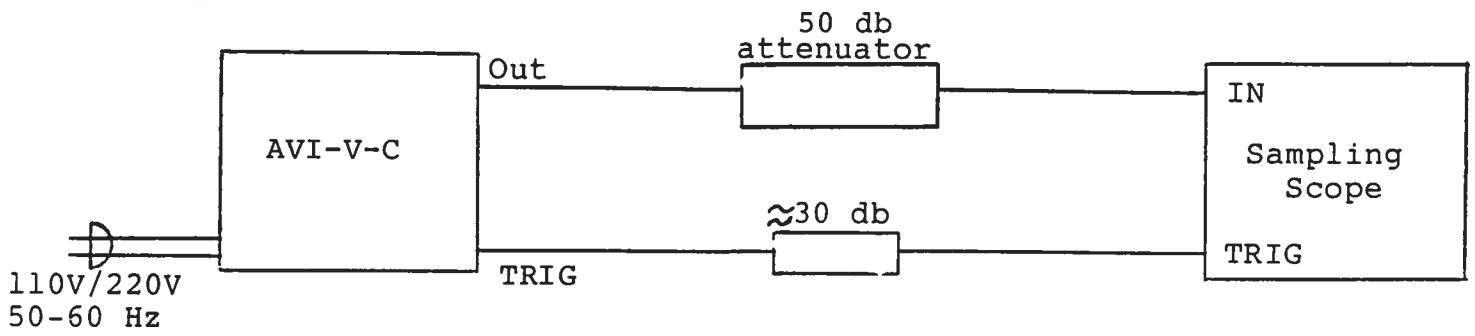 50 db
attenuator
Out
IN
AVI-V-C
Sampling
Scope
≈30 db
TRIG
TRIG
110V/220V
50-60 Hz